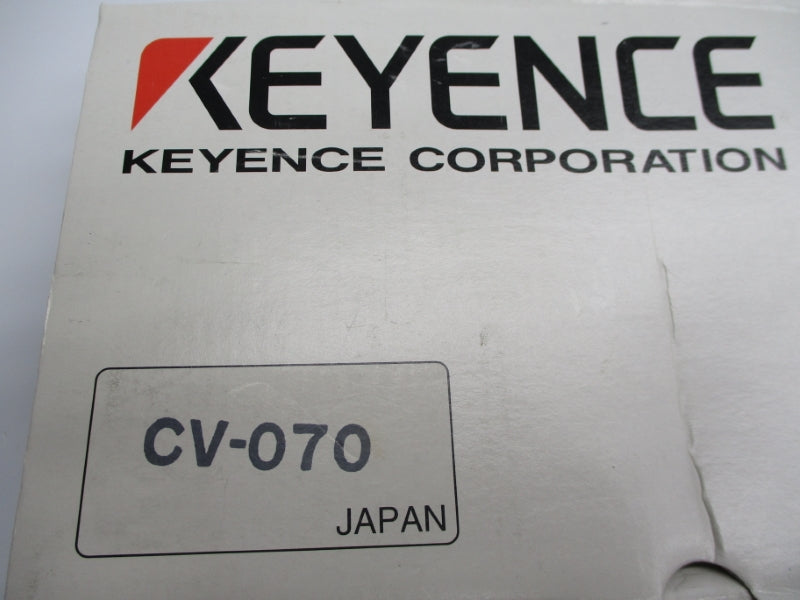 KEYENCE
KEYENCE CORPORATION
CV-070
JAPAN